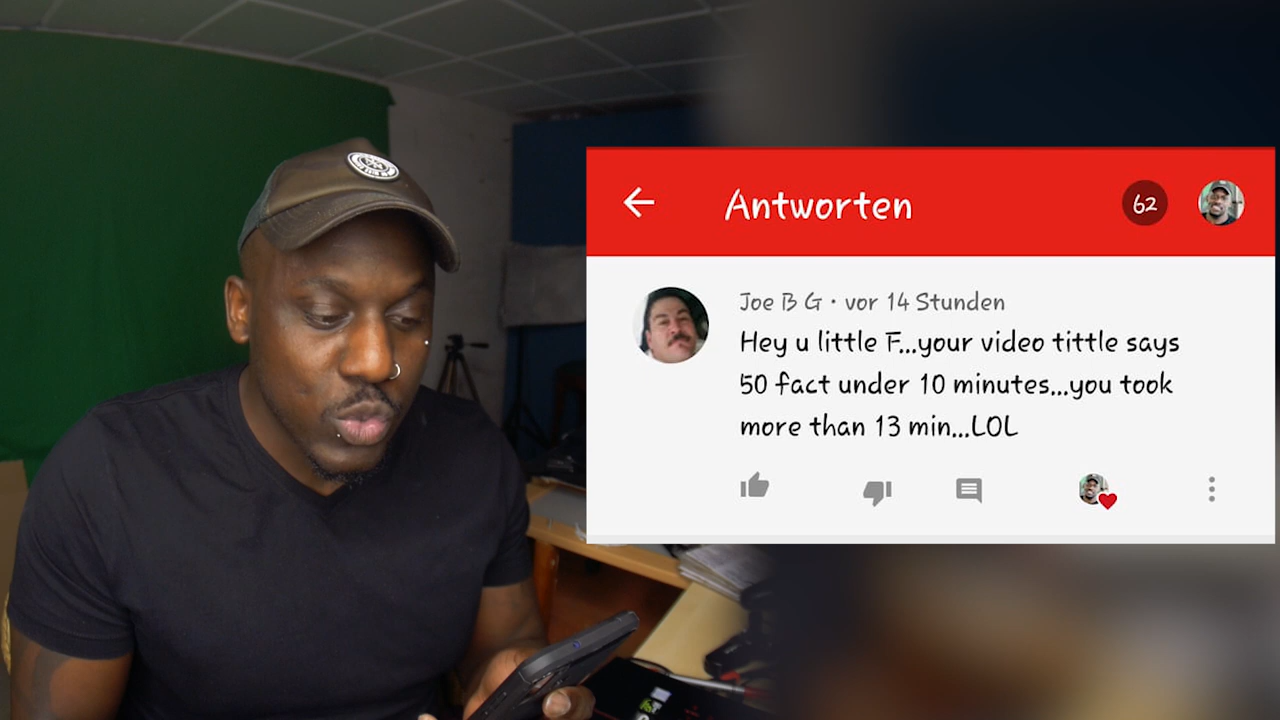 Antworten
62
Joe B G · vor 14 Stunden
Hey u little F...your video tittle says
50 fact under 10 minutes...you took
more than 13 min...LOL